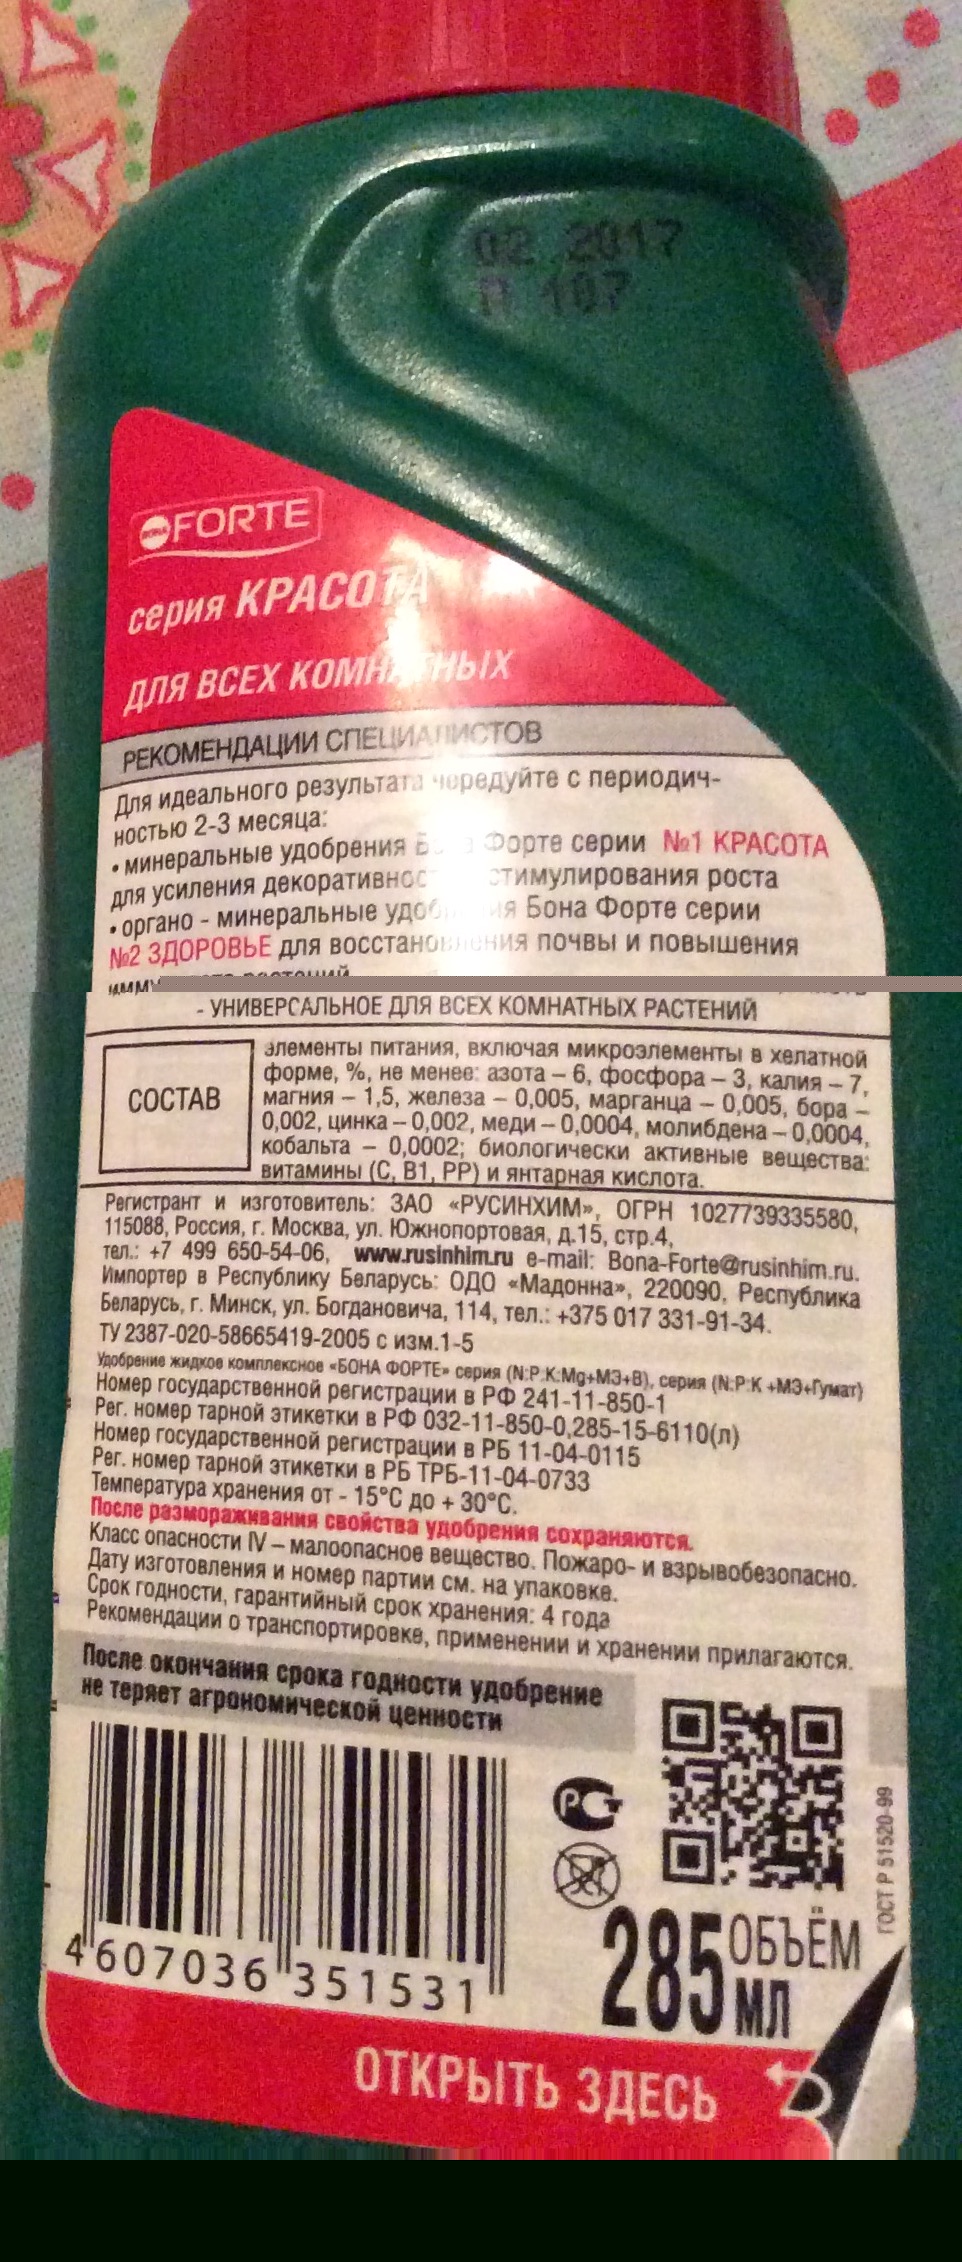 02 2017
П 107
FORTE
серия КРАСОТА
ДЛЯ ВСЕХ КОМНАТНЫХ
РЕКОМЕНДАЦИИ СПЕЦИАЛИСТОВ
Для идеального результата чередуйте с периодич-
ностью 2-3 месяца:
• минеральные удобрения Бона Форте серии №1 КРАСОТА
для усиления декоративнос стимулирования роста
• органо - минеральные удобрения Бона Форте серии
№2 ЗДОРОВЬЕ для восстановления почвы и повышения
растений
- УНИВЕРСАЛЬНОЕ ДЛЯ ВСЕХ КОМНАТНЫХ РАСТЕНИЙ
СОСТАВ
элементы питания, включая микроэлементы в хелатной
форме, %, не менее: азота – 6, фосфора – 3, калия – 7,
магния – 1,5, железа – 0,005, марганца – 0,005, бора –
0,002, цинка – 0,002, меди – 0,0004, молибдена – 0,0004,
кобальта – 0,0002; биологически активные вещества:
витамины (С, В1, РР) и янтарная кислота.
Регистрант и изготовитель: ЗАО «РУСИНХИМ», ОГРН 1027739335580,
115088, Россия, г. Москва, ул. Южнопортовая, д.15, стр.4,
тел.: +7 499 650-54-06, www.rusinhim.ru e-mail: Bona-Forte@rusinhim.ru.
Импортер в Республику Беларусь: ОДО «Мадонна», 220090, Республика
Беларусь, г. Минск, ул. Богдановича, 114, тел.: +375 017 331-91-34.
ТУ 2387-020-58665419-2005 с изм.1-5
Удобрение жидкое комплексное «БОНА ФОРТЕ» серия (N:P:K:Mg+МЭ+В), серия (N:P:K +МЭ+Гумат)
Номер государственной регистрации в РФ 241-11-850-1
Рег. номер тарной этикетки в РФ 032-11-850-0,285-15-6110(л)
Номер государственной регистрации в РБ 11-04-0115
Рег. номер тарной этикетки в РБ ТРБ-11-04-0733
Температура хранения от - 15°С до + 30°С.
После размораживания свойства удобрения сохраняются.
Класс опасности IV – малоопасное вещество. Пожаро- и взрывобезопасно.
Дату изготовления и номер партии см. на упаковке.
Срок годности, гарантийный срок хранения: 4 года
Рекомендации о транспортировке, применении и хранении прилагаются.
После окончания срока годности удобрение
не теряет агрономической ценности
4 607036 351531
РСТ
ГОСТ Р 51520-99
285 ОБЪЁМ
МЛ
ОТКРЫТЬ ЗДЕСЬ